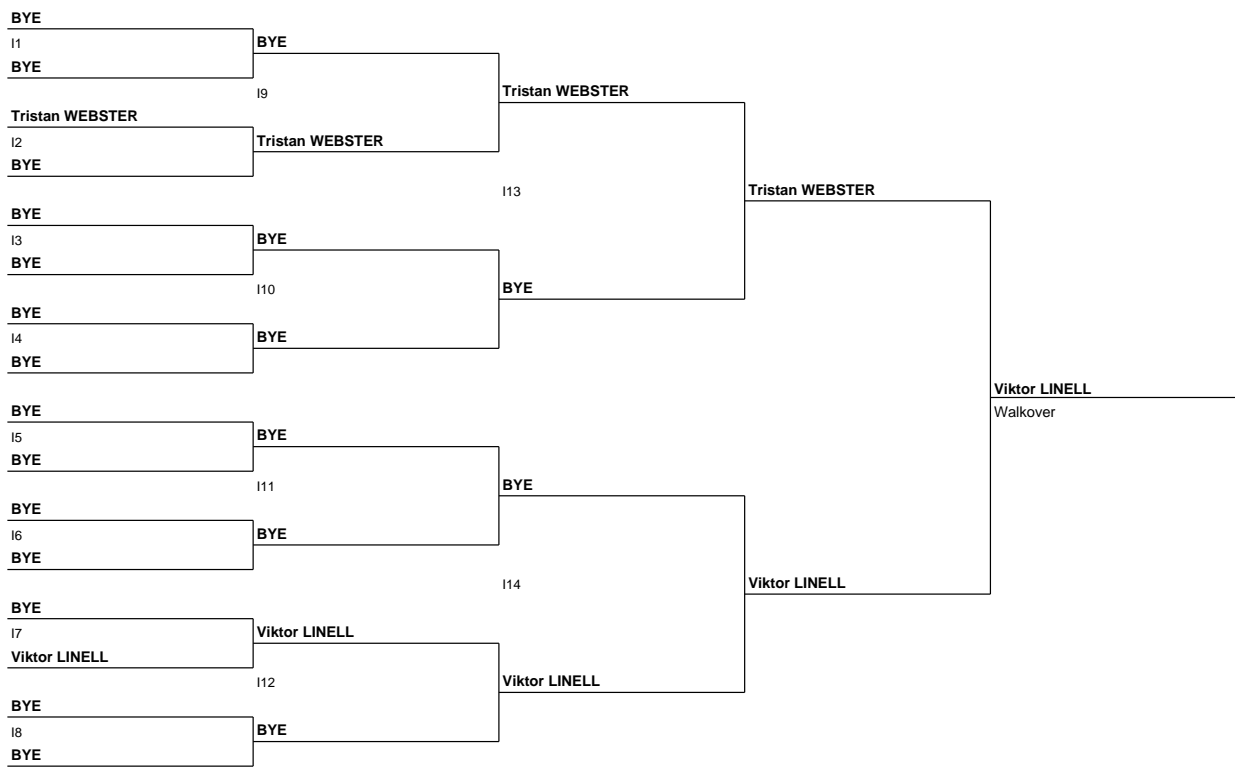 BYE
I1
BYE
BYE
I9
Tristan WEBSTER
Tristan WEBSTER
I2
Tristan WEBSTER
BYE
I13
Tristan WEBSTER
BYE
I3
BYE
BYE
I10
BYE
BYE
I4
BYE
BYE
Viktor LINELL
Walkover
BYE
I5
BYE
BYE
I11
BYE
BYE
I6
BYE
BYE
I14
Viktor LINELL
BYE
I7
Viktor LINELL
Viktor LINELL
I12
Viktor LINELL
BYE
I8
BYE
BYE